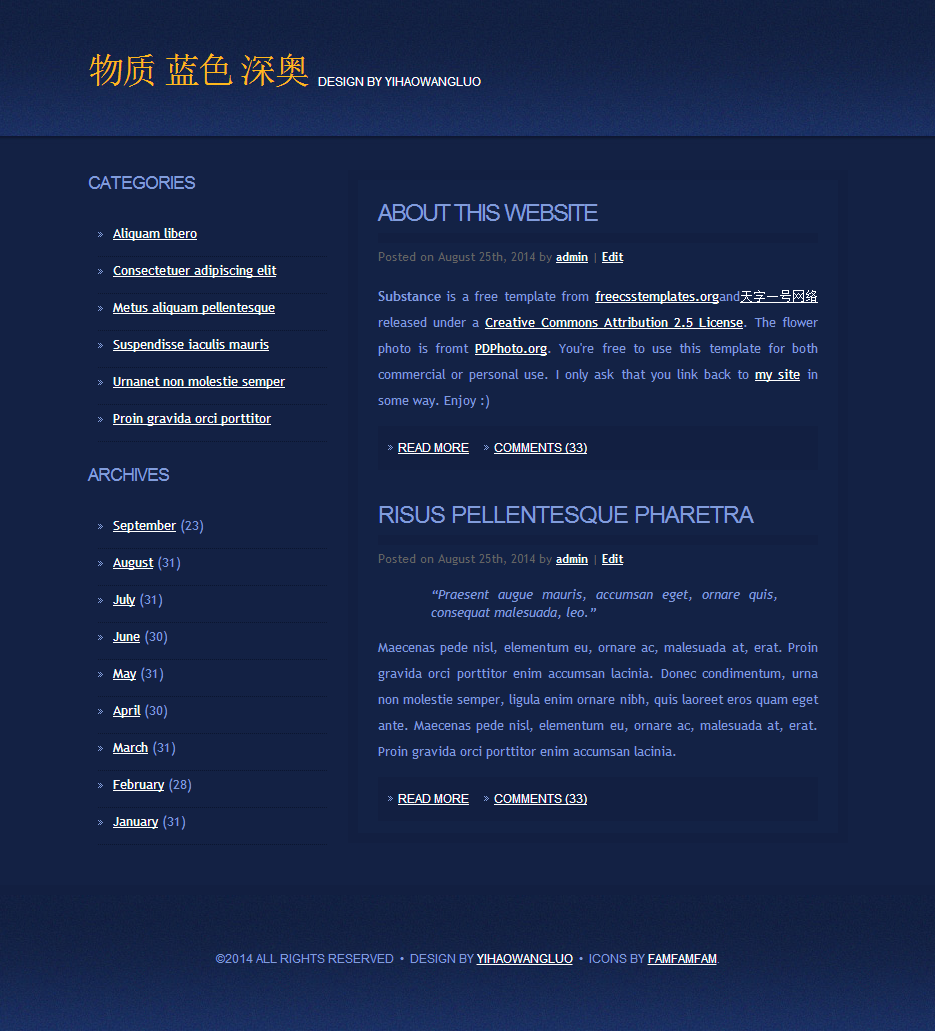 物质 蓝色 深奥 DESIGN BY YIHAOWANGLUO
CATEGORIES
» Aliquam libero
» Consectetuer adipiscing elit
» Metus aliquam pellentesque
» Suspendisse iaculis mauris
» Urnanet non molestie semper
» Proin gravida orci porttitor
ARCHIVES
» September (23)
» August (31)
» July (31)
» June (30)
» May (31)
» April (30)
» March (31)
» February (28)
» January (31)
ABOUT THIS WEBSITE
Posted on August 25th, 2014 by admin | Edit
Substance is a free template from freecsstemplates.organd天字一号网络
released under a Creative Commons Attribution 2.5 License. The flower
photo is fromt PDPhoto.org. You're free to use this template for both
commercial or personal use. I only ask that you link back to my site in
some way. Enjoy :)
» READ MORE » COMMENTS (33)
RISUS PELLENTESQUE PHARETRA
Posted on August 25th, 2014 by admin | Edit
“Praesent augue mauris, accumsan eget, ornare quis,
consequat malesuada, leo.”
Maecenas pede nisl, elementum eu, ornare ac, malesuada at, erat. Proin
gravida orci porttitor enim accumsan lacinia. Donec condimentum, urna
non molestie semper, ligula enim ornare nibh, quis laoreet eros quam eget
ante. Maecenas pede nisl, elementum eu, ornare ac, malesuada at, erat.
Proin gravida orci porttitor enim accumsan lacinia.
» READ MORE » COMMENTS (33)
©2014 ALL RIGHTS RESERVED • DESIGN BY YIHAOWANGLUO • ICONS BY FAMFAMFAM.